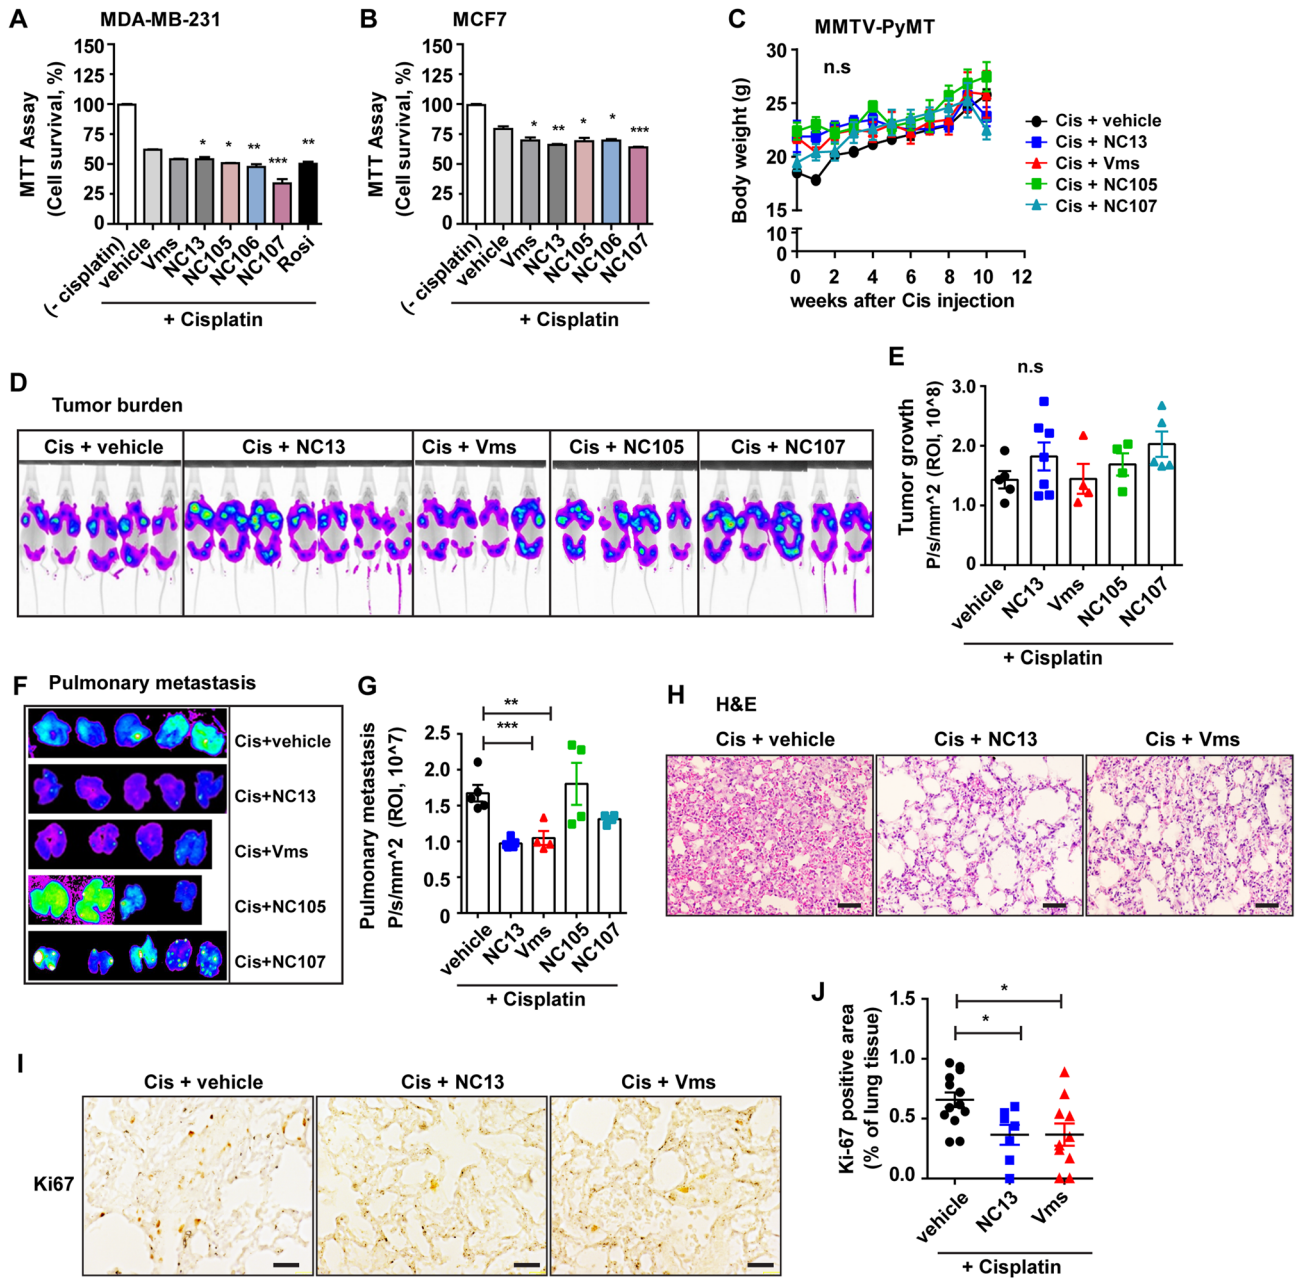 A
MDA-MB-231
MTT Assay
(Cell survival, %)
150
125
100
75
50
25
0
*
*
**
***
**
(- cisplatin)
vehicle
Vms
NC13
NC105
NC106
NC107
Rosi
+ Cisplatin
B
MCF7
MTT Assay
(Cell survival, %)
150
125
100
75
50
25
0
*
**
*
*
***
(- cisplatin)
vehicle
Vms
NC13
NC105
NC106
NC107
+ Cisplatin
C
MMTV-PyMT
n.s
Body weight (g)
30
25
20
15
10
0
0 2 4 6 8 10 12
weeks after Cis injection
Cis + vehicle
Cis + NC13
Cis + Vms
Cis + NC105
Cis + NC107
D
Tumor burden
Cis + vehicle
Cis + NC13
Cis + Vms
Cis + NC105
Cis + NC107
E
n.s
Tumor growth
P/s/mm^2 (ROI, 10^8)
3.0
2.0
1.0
0
vehicle
NC13
Vms
NC105
NC107
+ Cisplatin
F
Pulmonary metastasis
Cis+vehicle
Cis+NC13
Cis+Vms
Cis+NC105
Cis+NC107
G
**
***
Pulmonary metastasis
P/s/mm^2 (ROI, 10^7)
2.5
2.0
1.5
1.0
0.5
0
vehicle
NC13
Vms
NC105
NC107
+ Cisplatin
H
H&E
Cis + vehicle
Cis + NC13
Cis + Vms
I
Cis + vehicle
Cis + NC13
Cis + Vms
Ki67
J
*
*
Ki-67 positive area
(% of lung tissue)
1.5
1.0
0.5
0.0
vehicle
NC13
Vms
+ Cisplatin